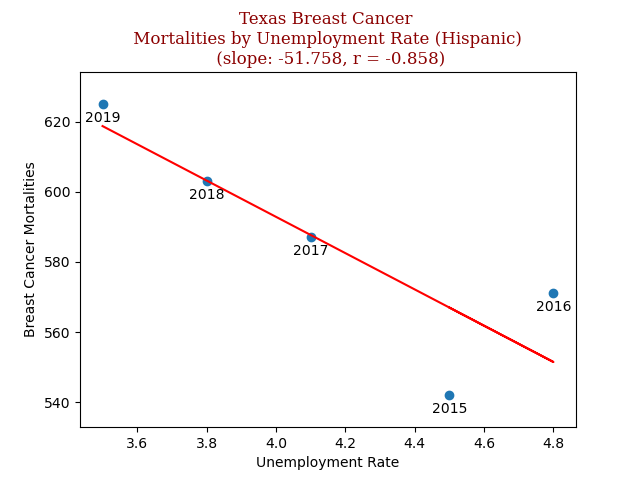 Texas Breast Cancer
Mortalities by Unemployment Rate (Hispanic)
(slope: -51.758, r = -0.858)
Breast Cancer Mortalities
620
600
580
560
540
2019
2018
2017
2016
2015
3.6 3.8 4.0 4.2 4.4 4.6 4.8
Unemployment Rate